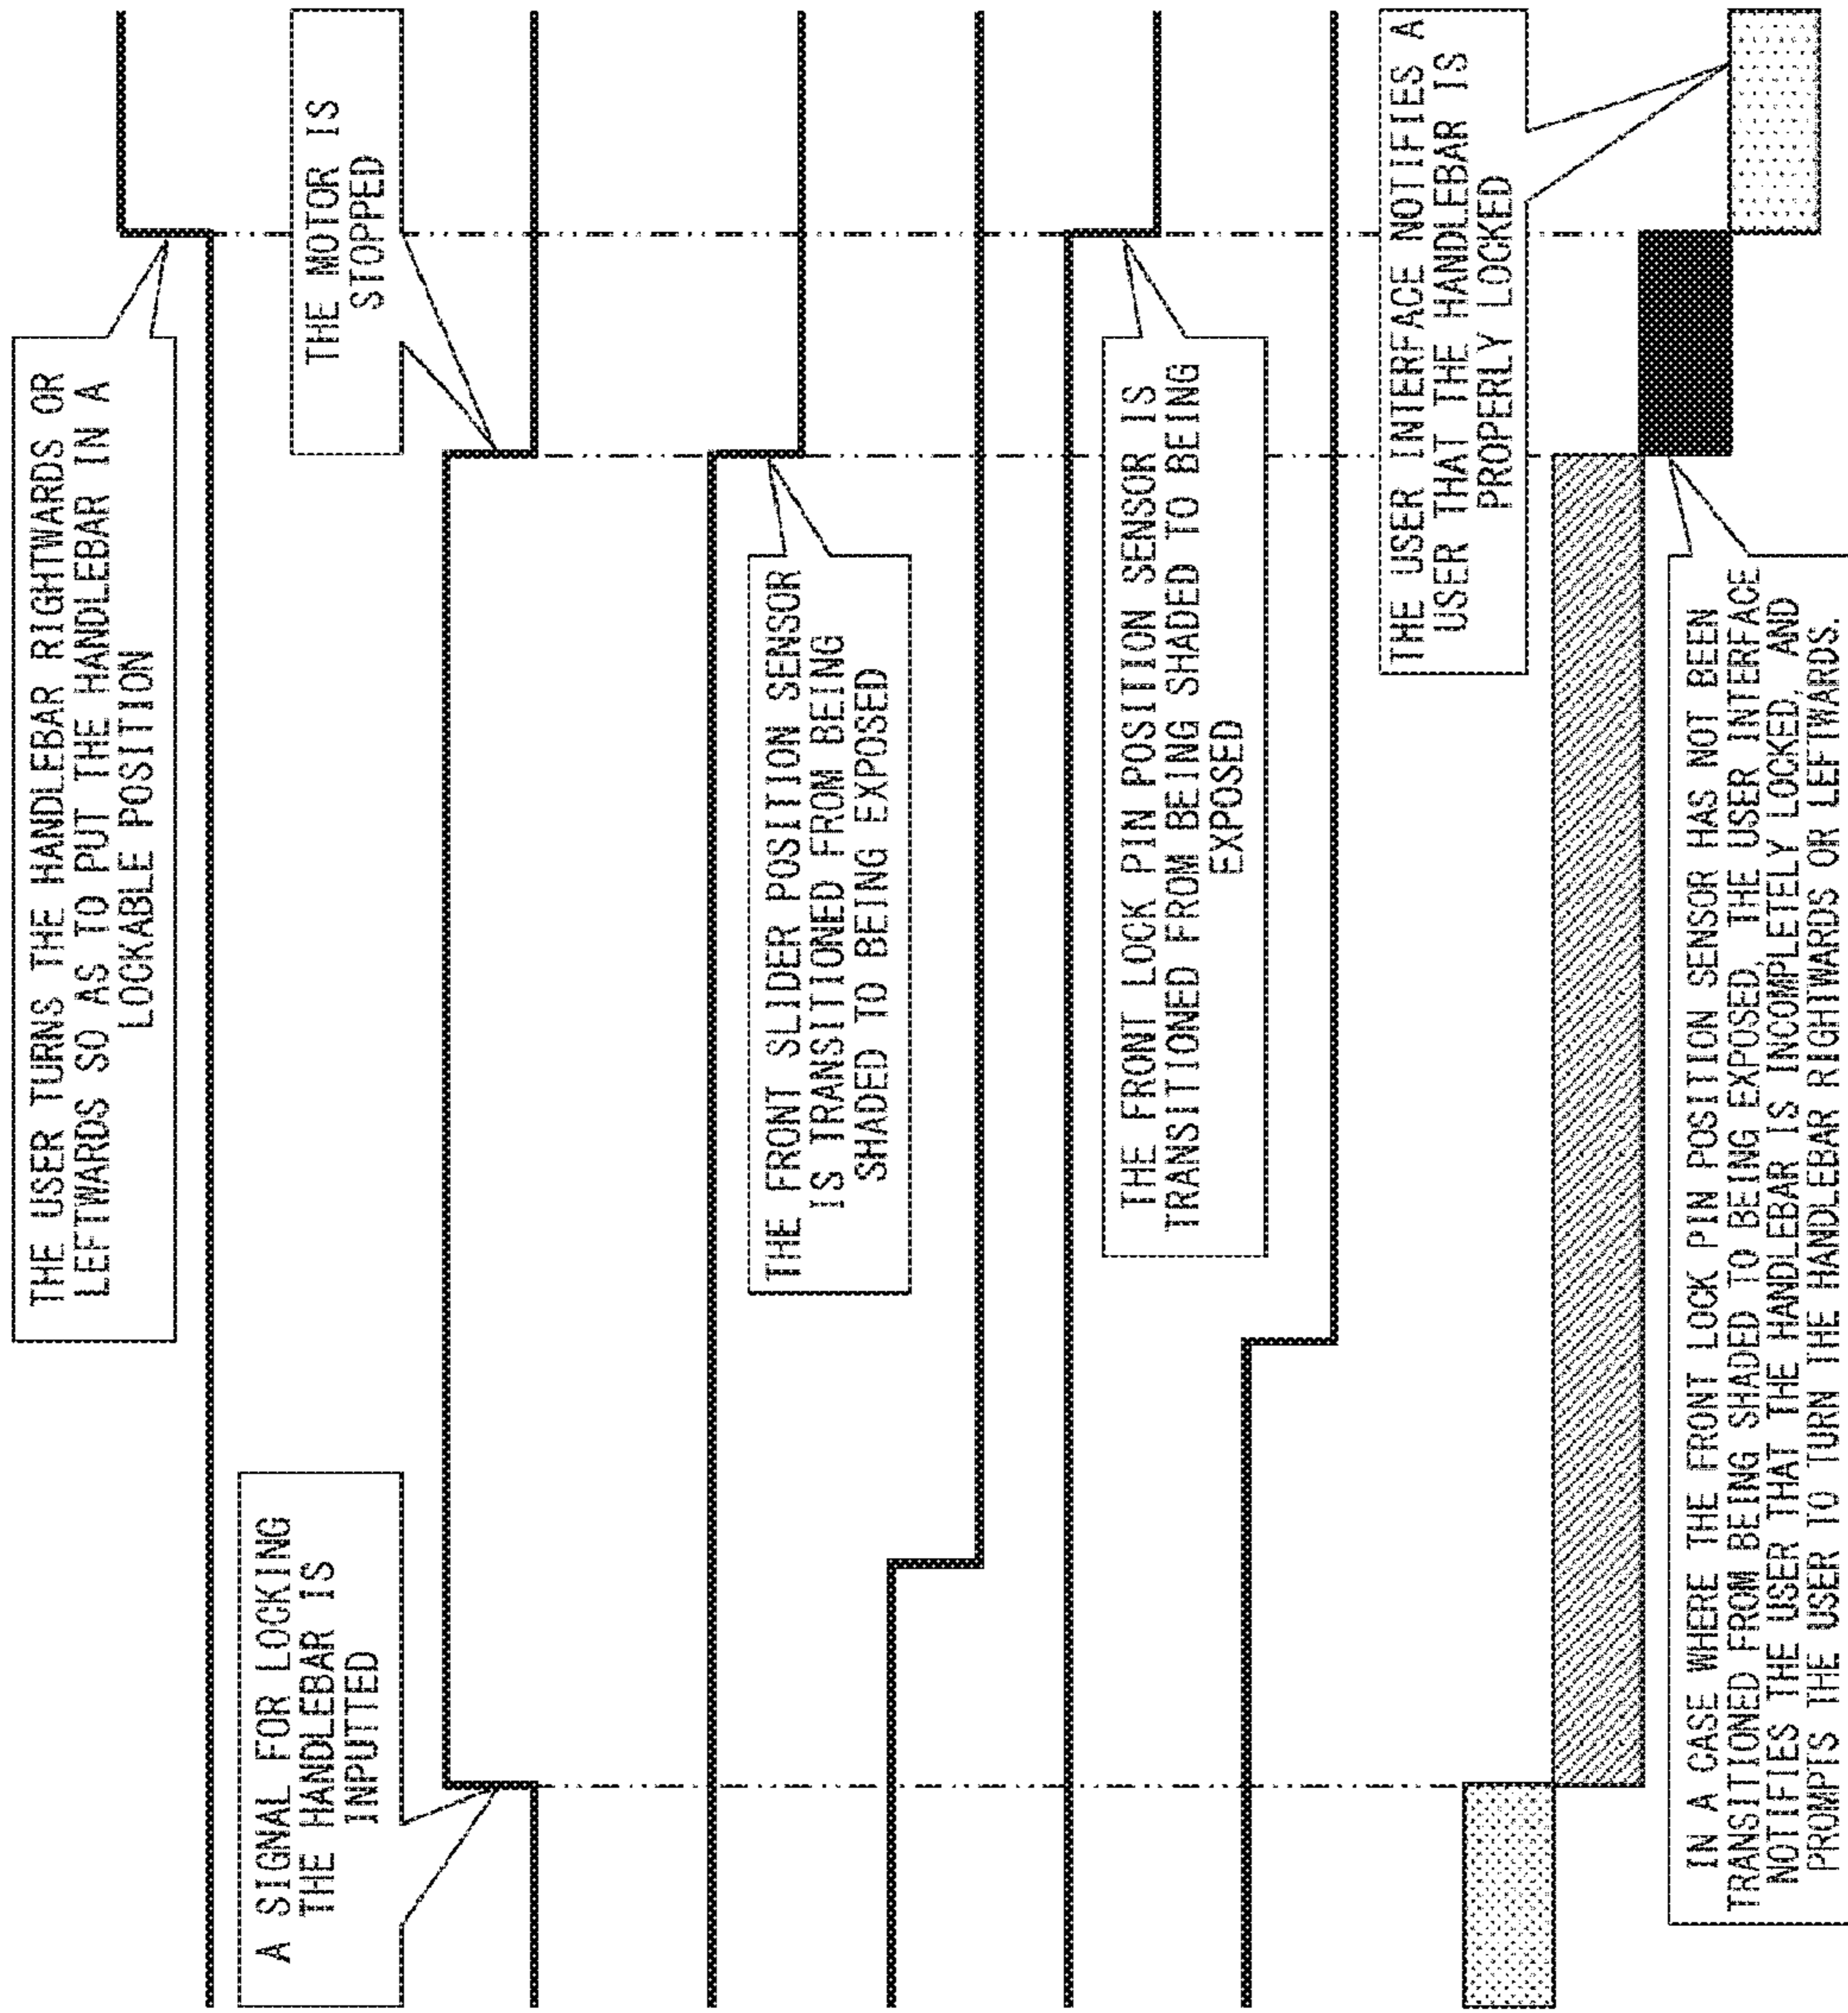 THE USER TURNS THE HANDLEBAR RIGHTWARDS OR
LEFTWARDS SO AS TO PUT THE HANDLEBAR IN A
LOCKABLE POSITION
A SIGNAL FOR LOCKING
THE HANDLEBAR IS
INPUTTED
THE MOTOR IS
STOPPED
THE FRONT SLIDER POSITION SENSOR
IS TRANSITIONED FROM BEING
SHADED TO BEING EXPOSED
THE FRONT LOCK PIN POSITION SENSOR IS
TRANSITIONED FROM BEING SHADED TO BEING
EXPOSED
THE USER INTERFACE NOTIFIES A
USER THAT THE HANDLEBAR IS
PROPERLY LOCKED
IN A CASE WHERE THE FRONT LOCK PIN POSITION SENSOR HAS NOT BEEN
TRANSITIONED FROM BEING SHADED TO BEING EXPOSED, THE USER INTERFACE
NOTIFIES THE USER THAT THE HANDLEBAR IS INCOMPLETELY LOCKED, AND
PROMPTS THE USER TO TURN THE HANDLEBAR RIGHTWARDS OR LEFTWARDS.